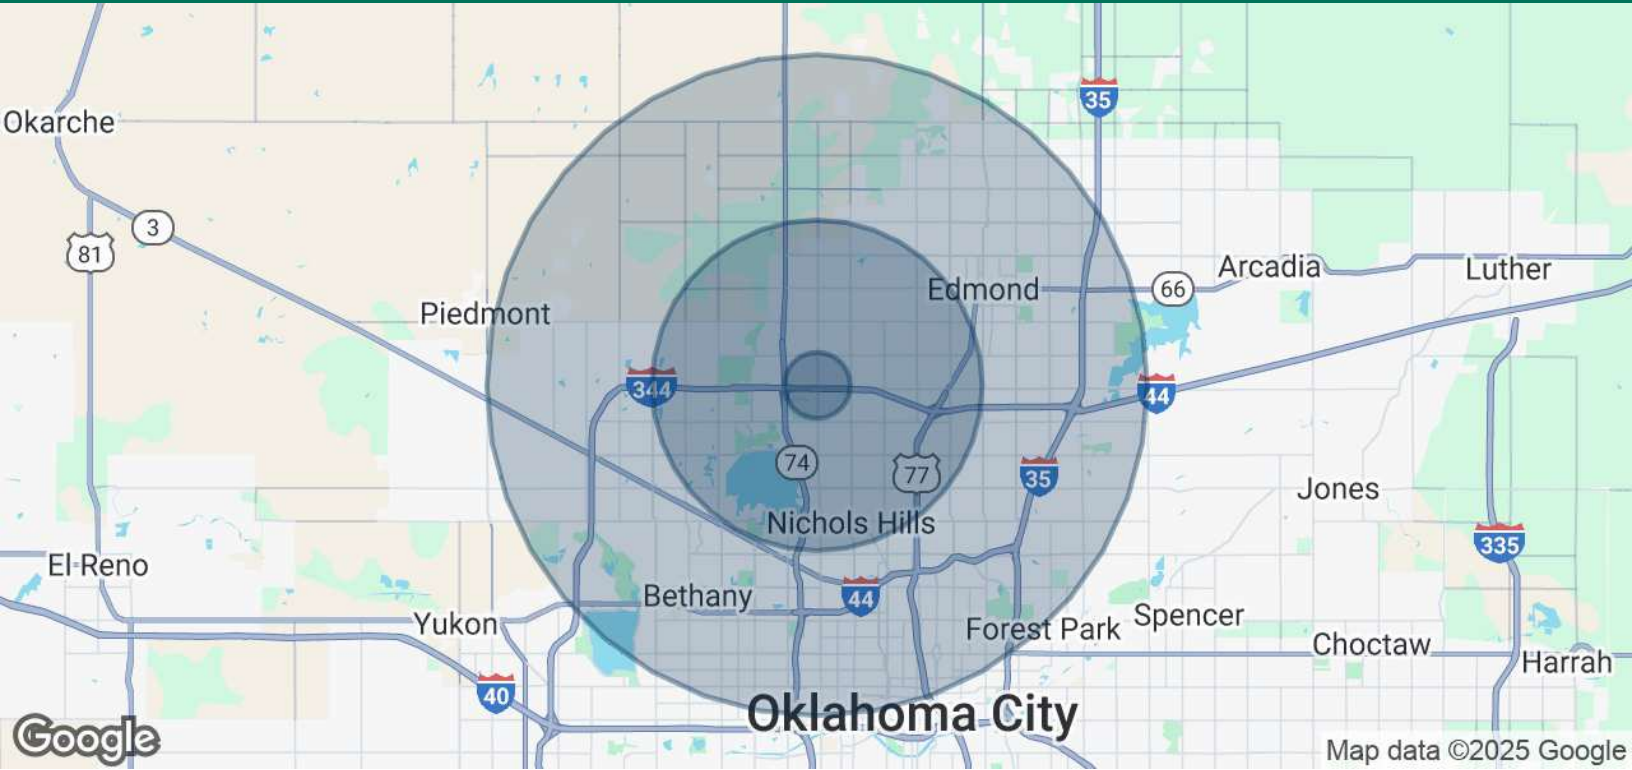 35
Okarche
3
81
Arcadia
Luther
Edmond
66
Piedmont
344
44
74
77
35
Jones
Nichols Hills
335
El Reno
Bethany
44
Yukon
Forest Park
Spencer
Choctaw
Harrah
40
Oklahoma City
Google
Map data ©2025 Google